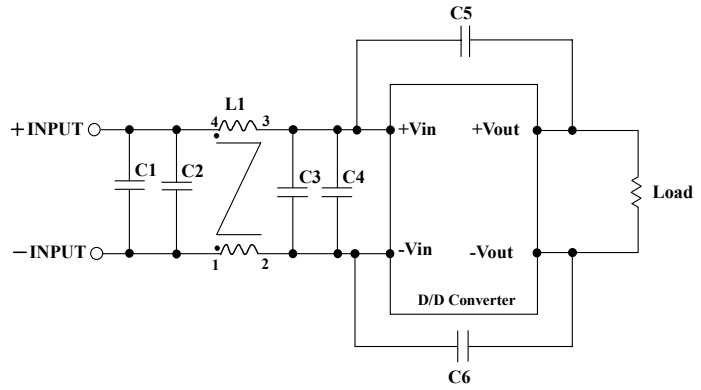 C5
L1
4 3
+INPUT
+Vin +Vout
C1 C2 C3 C4
Load
−INPUT
1 2
-Vin -Vout
D/D Converter
C6